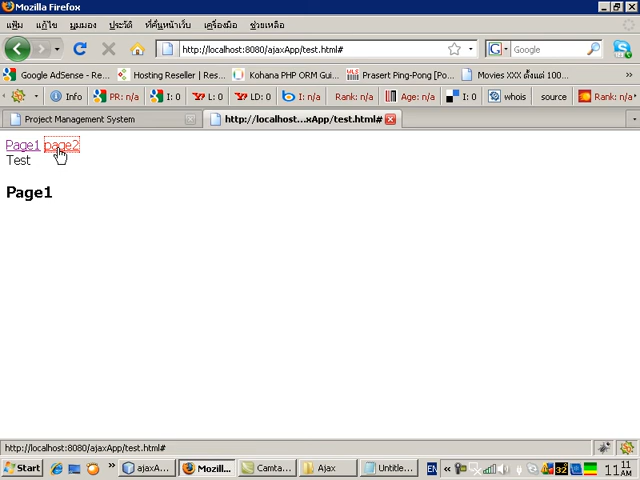 Mozilla Firefox
แฟ้ม แก้ไข มุมมอง ประวัติ ที่คั่นหน้าเว็บ เครื่องมือ ช่วยเหลือ
http://localhost:8080/ajaxApp/test.html# Google
Google AdSense - Re... Hosting Reseller | Res... Kohana PHP ORM Gui... Prasert Ping-Pong [Po... Movies XXX ตั้งแต่ 100...
Info PR: n/a I: 0 L: 0 LD: 0 I: n/a Rank: n/a Age: n/a I: 0 whois source Rank: n/a
Project Management System http://localhost...xApp/test.html#
Page1 page2
Test
Page1
http://localhost:8080/ajaxApp/test.html#
Start ajaxA... Mozill... Camta... Ajax Untitle... EN 32 11:11 AM